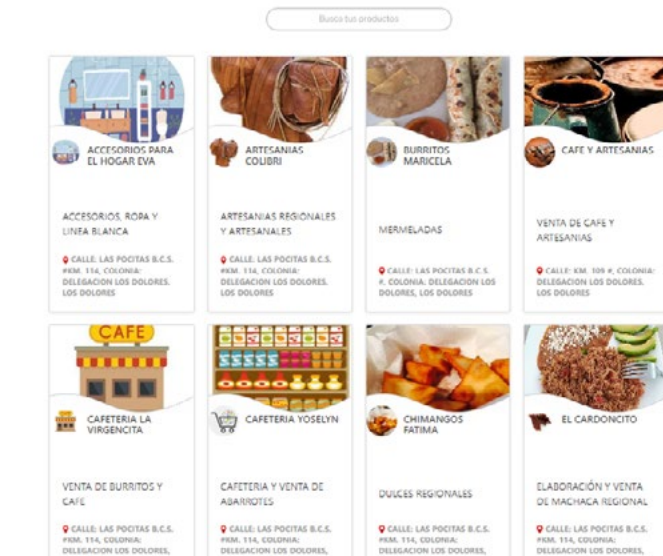 Busca tus productos
ACCESORIOS PARA
EL HOGAR EVA
ACCESORIOS, ROPA Y
LINEA BLANCA
CALLE: LAS POCITAS B.C.S.
#KM. 114, COLONIA:
DELEGACION LOS DOLORES,
LOS DOLORES
ARTESANIAS
COLIBRI
ARTESANIAS REGIONALES
Y ARTESANALES
CALLE: LAS POCITAS B.C.S.
#KM. 114, COLONIA:
DELEGACION LOS DOLORES,
LOS DOLORES
BURRITOS
MARICELA
MERMELADAS
CALLE: LAS POCITAS B.C.S.
#, COLONIA: DELEGACION LOS
DOLORES, LOS DOLORES
CAFE Y ARTESANIAS
VENTA DE CAFE Y
ARTESANIAS
CALLE: KM. 109 #, COLONIA:
DELEGACION LOS DOLORES,
LOS DOLORES
CAFE
CAFETERIA LA
VIRGENCITA
VENTA DE BURRITOS Y
CAFE
CALLE: LAS POCITAS B.C.S.
#KM. 114, COLONIA:
DELEGACION LOS DOLORES,
CAFETERIA YOSELYN
CAFETERIA Y VENTA DE
ABARROTES
CALLE: LAS POCITAS B.C.S.
#KM. 114, COLONIA:
DELEGACION LOS DOLORES,
CHIMANGOS
FATIMA
DULCES REGIONALES
CALLE: LAS POCITAS B.C.S.
#KM. 114, COLONIA:
DELEGACION LOS DOLORES,
EL CARDONCITO
ELABORACIÓN Y VENTA
DE MACHACA REGIONAL
CALLE: LAS POCITAS B.C.S.
#KM. 114, COLONIA:
DELEGACION LOS DOLORES,